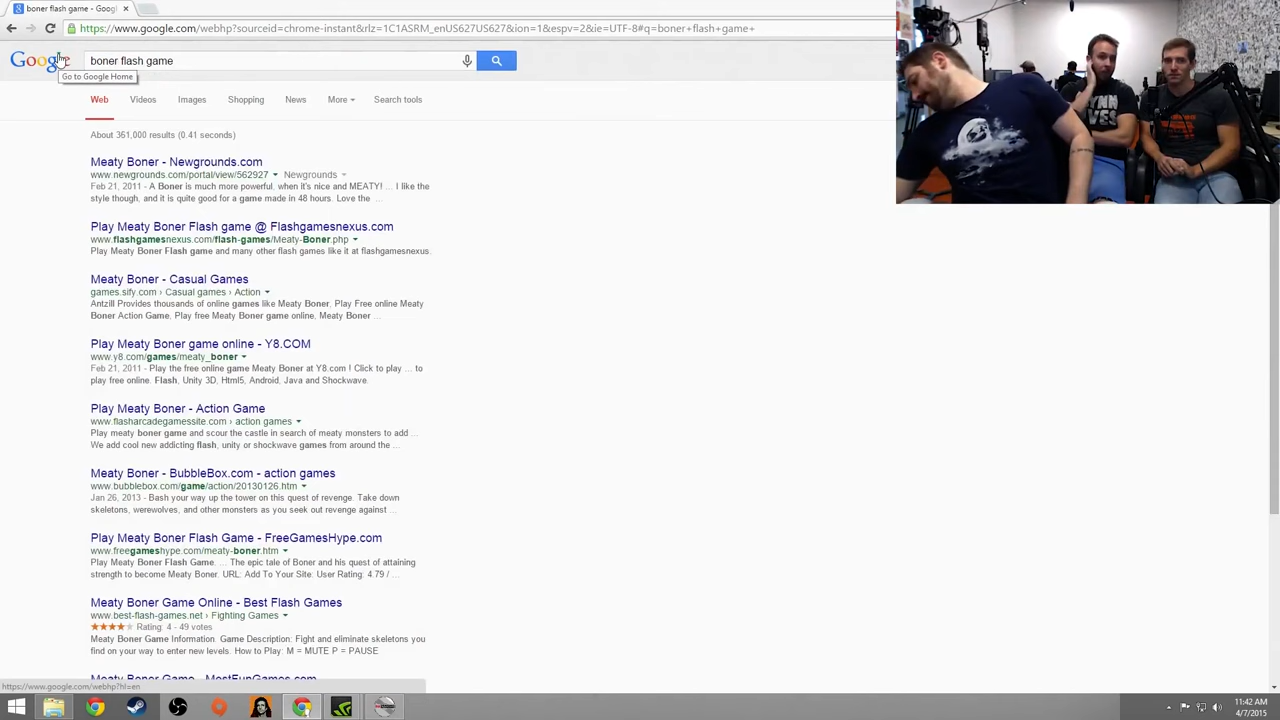 boner flash game - Googl
https://www.google.com/webhp?sourceid=chrome-instant&rlz=1C1ASRM_enUS627US627&ion=1&espv=2&ie=UTF-8#q=boner+flash+game+
Google
boner flash game
Go to Google Home
Web Videos Images Shopping News More Search tools
About 361,000 results (0.41 seconds)
Meaty Boner - Newgrounds.com
www.newgrounds.com/portal/view/562927 Newgrounds
Feb 21, 2011 - A Boner is much more powerful, when it's nice and MEATY! ... I like the
style though, and it is quite good for a game made in 48 hours. Love the ...
Play Meaty Boner Flash game @ Flashgamesnexus.com
www.flashgamesnexus.com/flash-games/Meaty-Boner.php
Play Meaty Boner Flash game and many other flash games like it at flashgamesnexus.
Meaty Boner - Casual Games
games.sify.com › Casual games › Action
Antzill Provides thousands of online games like Meaty Boner, Play Free online Meaty
Boner Action Game, Play free Meaty Boner game online, Meaty Boner ...
Play Meaty Boner game online - Y8.COM
www.y8.com/games/meaty_boner
Feb 21, 2011 - Play the free online game Meaty Boner at Y8.com ! Click to play ... to
play free online. Flash, Unity 3D, Html5, Android, Java and Shockwave.
Play Meaty Boner - Action Game
www.flasharcadegamessite.com › action games
Play meaty boner game and scour the castle in search of meaty monsters to add ...
We add cool new addicting flash, unity or shockwave games from around the ...
Meaty Boner - BubbleBox.com - action games
www.bubblebox.com/game/action/20130126.htm
Jan 26, 2013 - Bash your way up the tower on this quest of revenge. Take down
skeletons, werewolves, and other monsters as you seek out revenge against ...
Play Meaty Boner Flash Game - FreeGamesHype.com
www.freegameshype.com/meaty-boner.htm
Play Meaty Boner Flash Game. ... The epic tale of Boner and his quest of attaining
strength to become Meaty Boner. URL: Add To Your Site: User Rating: 4.79 / ...
Meaty Boner Game Online - Best Flash Games
www.best-flash-games.net › Fighting Games
Rating: 4 - 49 votes
Meaty Boner Game Information. Game Description: Fight and eliminate skeletons you
find on your way to enter new levels. How to Play: M = MUTE P = PAUSE
Meaty Boner Game - MostFunGames.com
https://www.google.com/webhp?hl=en
11:42 AM
4/7/2015